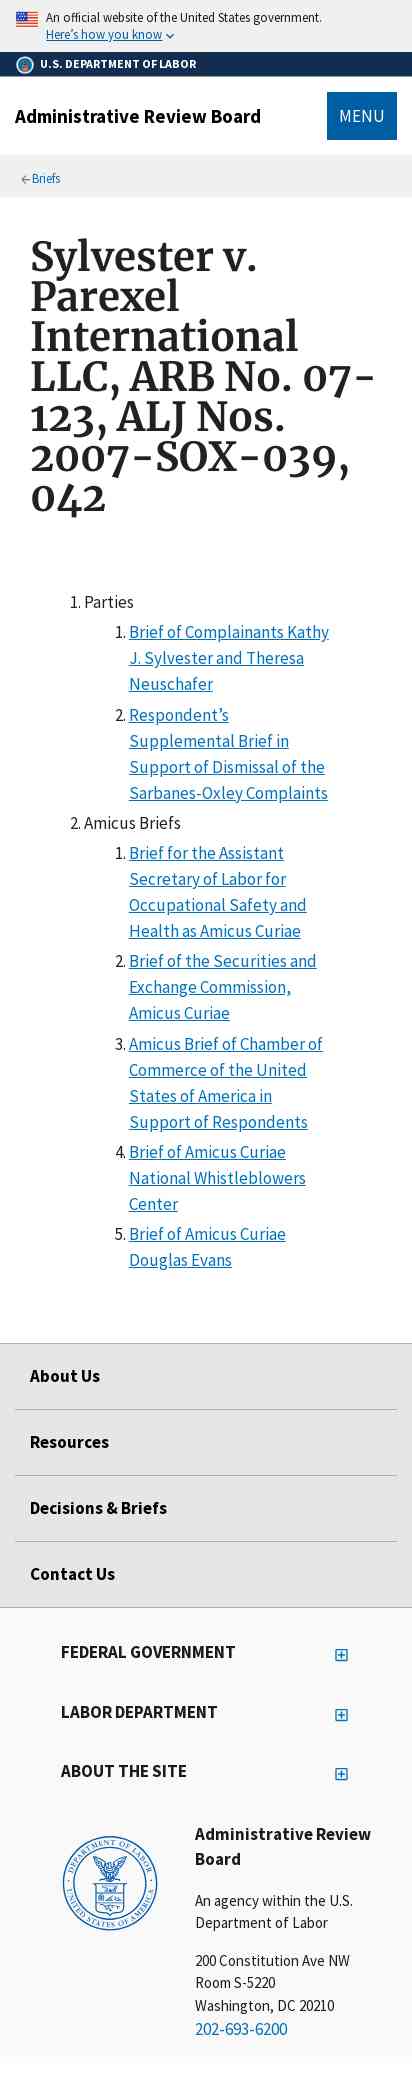 An official website of the United States government.
Here's how you know
U.S. DEPARTMENT OF LABOR
Administrative Review Board
MENU
Briefs
Sylvester v.
Parexel
International
LLC, ARB No. 07-
123, ALJ Nos.
2007-SOX-039,
042
1. Parties
1. Brief of Complainants Kathy
J. Sylvester and Theresa
Neuschafer
2. Respondent's
Supplemental Brief in
Support of Dismissal of the
Sarbanes-Oxley Complaints
2. Amicus Briefs
1. Brief for the Assistant
Secretary of Labor for
Occupational Safety and
Health as Amicus Curiae
2. Brief of the Securities and
Exchange Commission,
Amicus Curiae
3. Amicus Brief of Chamber of
Commerce of the United
States of America in
Support of Respondents
4. Brief of Amicus Curiae
National Whistleblowers
Center
5. Brief of Amicus Curiae
Douglas Evans
About Us
Resources
Decisions & Briefs
Contact Us
FEDERAL GOVERNMENT
LABOR DEPARTMENT
ABOUT THE SITE
DEPARTMENT OF LABOR
UNITED STATES OF AMERICA
Administrative Review
Board
An agency within the U.S.
Department of Labor
200 Constitution Ave NW
Room S-5220
Washington, DC 20210
202-693-6200